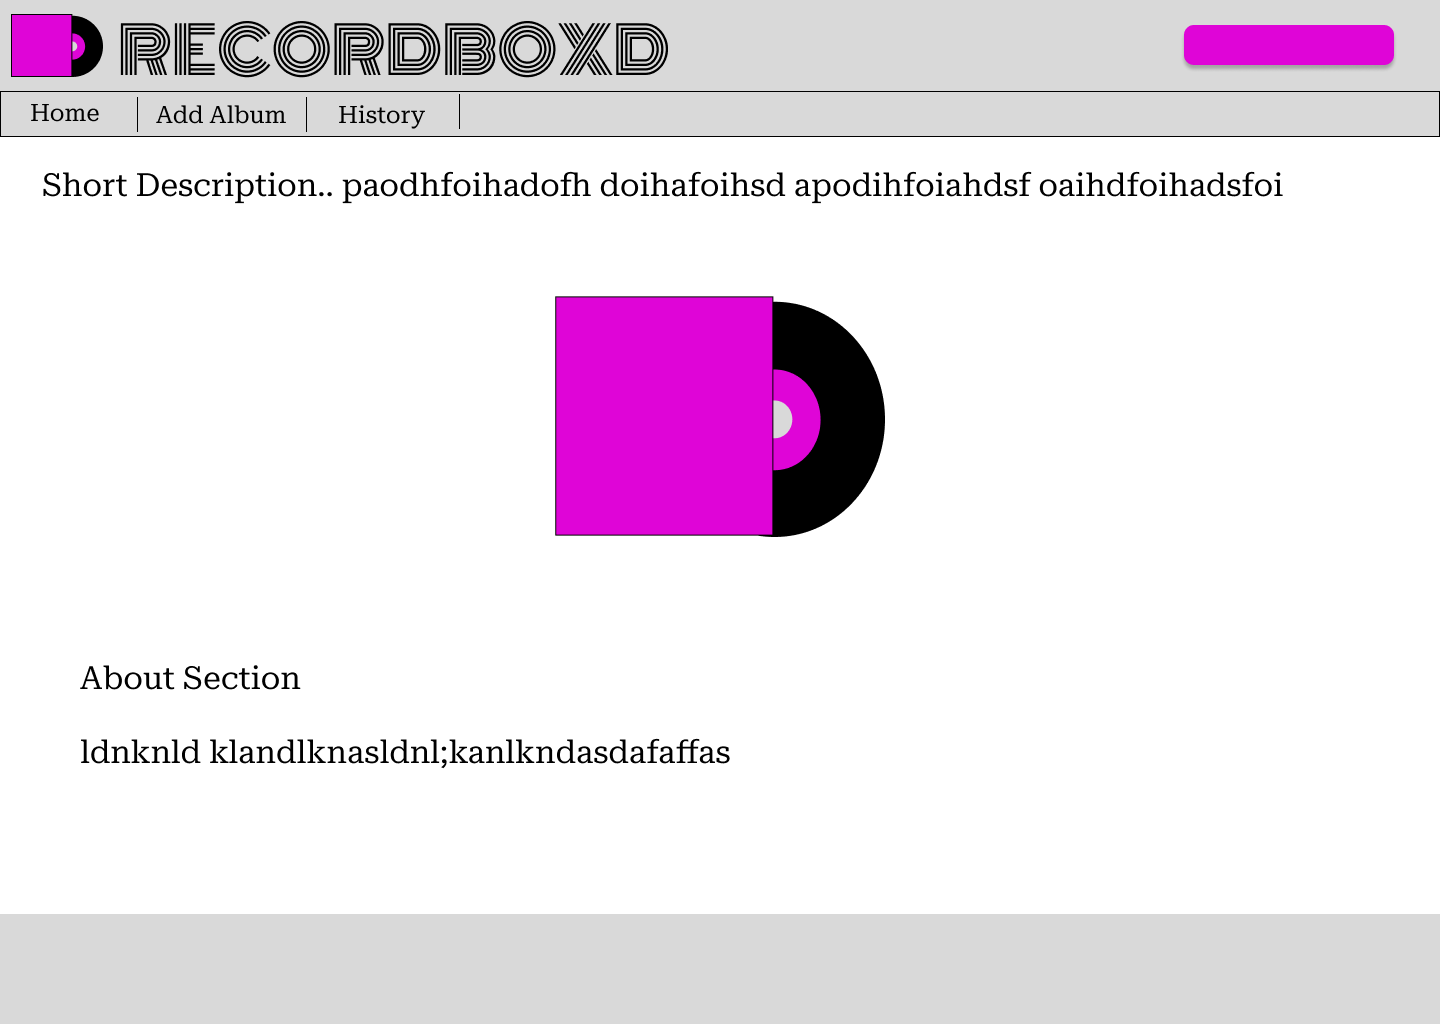 RECORDBOXD
Home Add Album History
Short Description.. paodhfoihadofh doihafoihsd apodihfoiahdsf oaihdfoihadsfoi
About Section
ldnknld klandlknasldnl;kanlkndasdafaffas